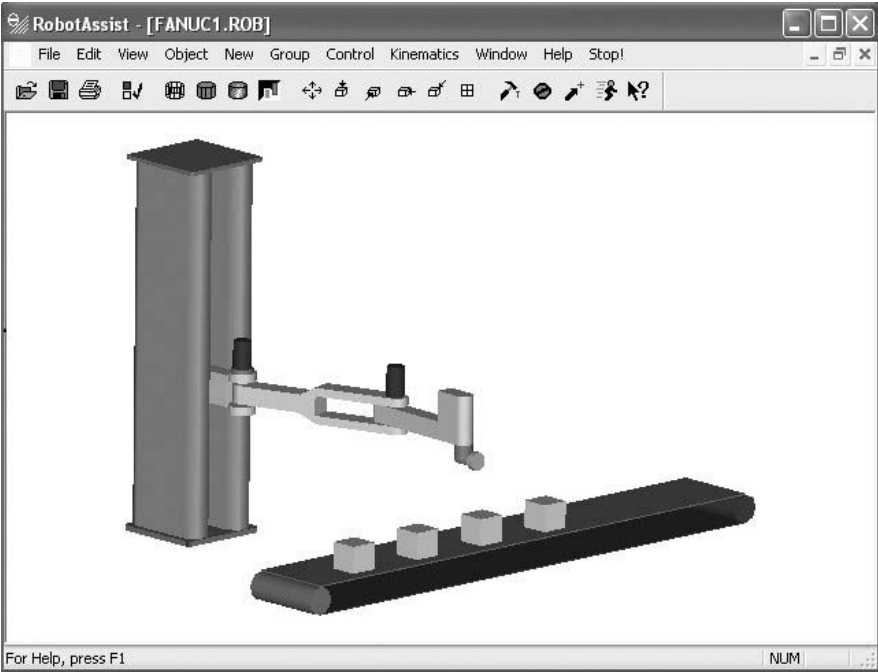 RobotAssist - [FANUC1.ROB]
File Edit View Object New Group Control Kinematics Window Help Stop!
For Help, press F1 NUM